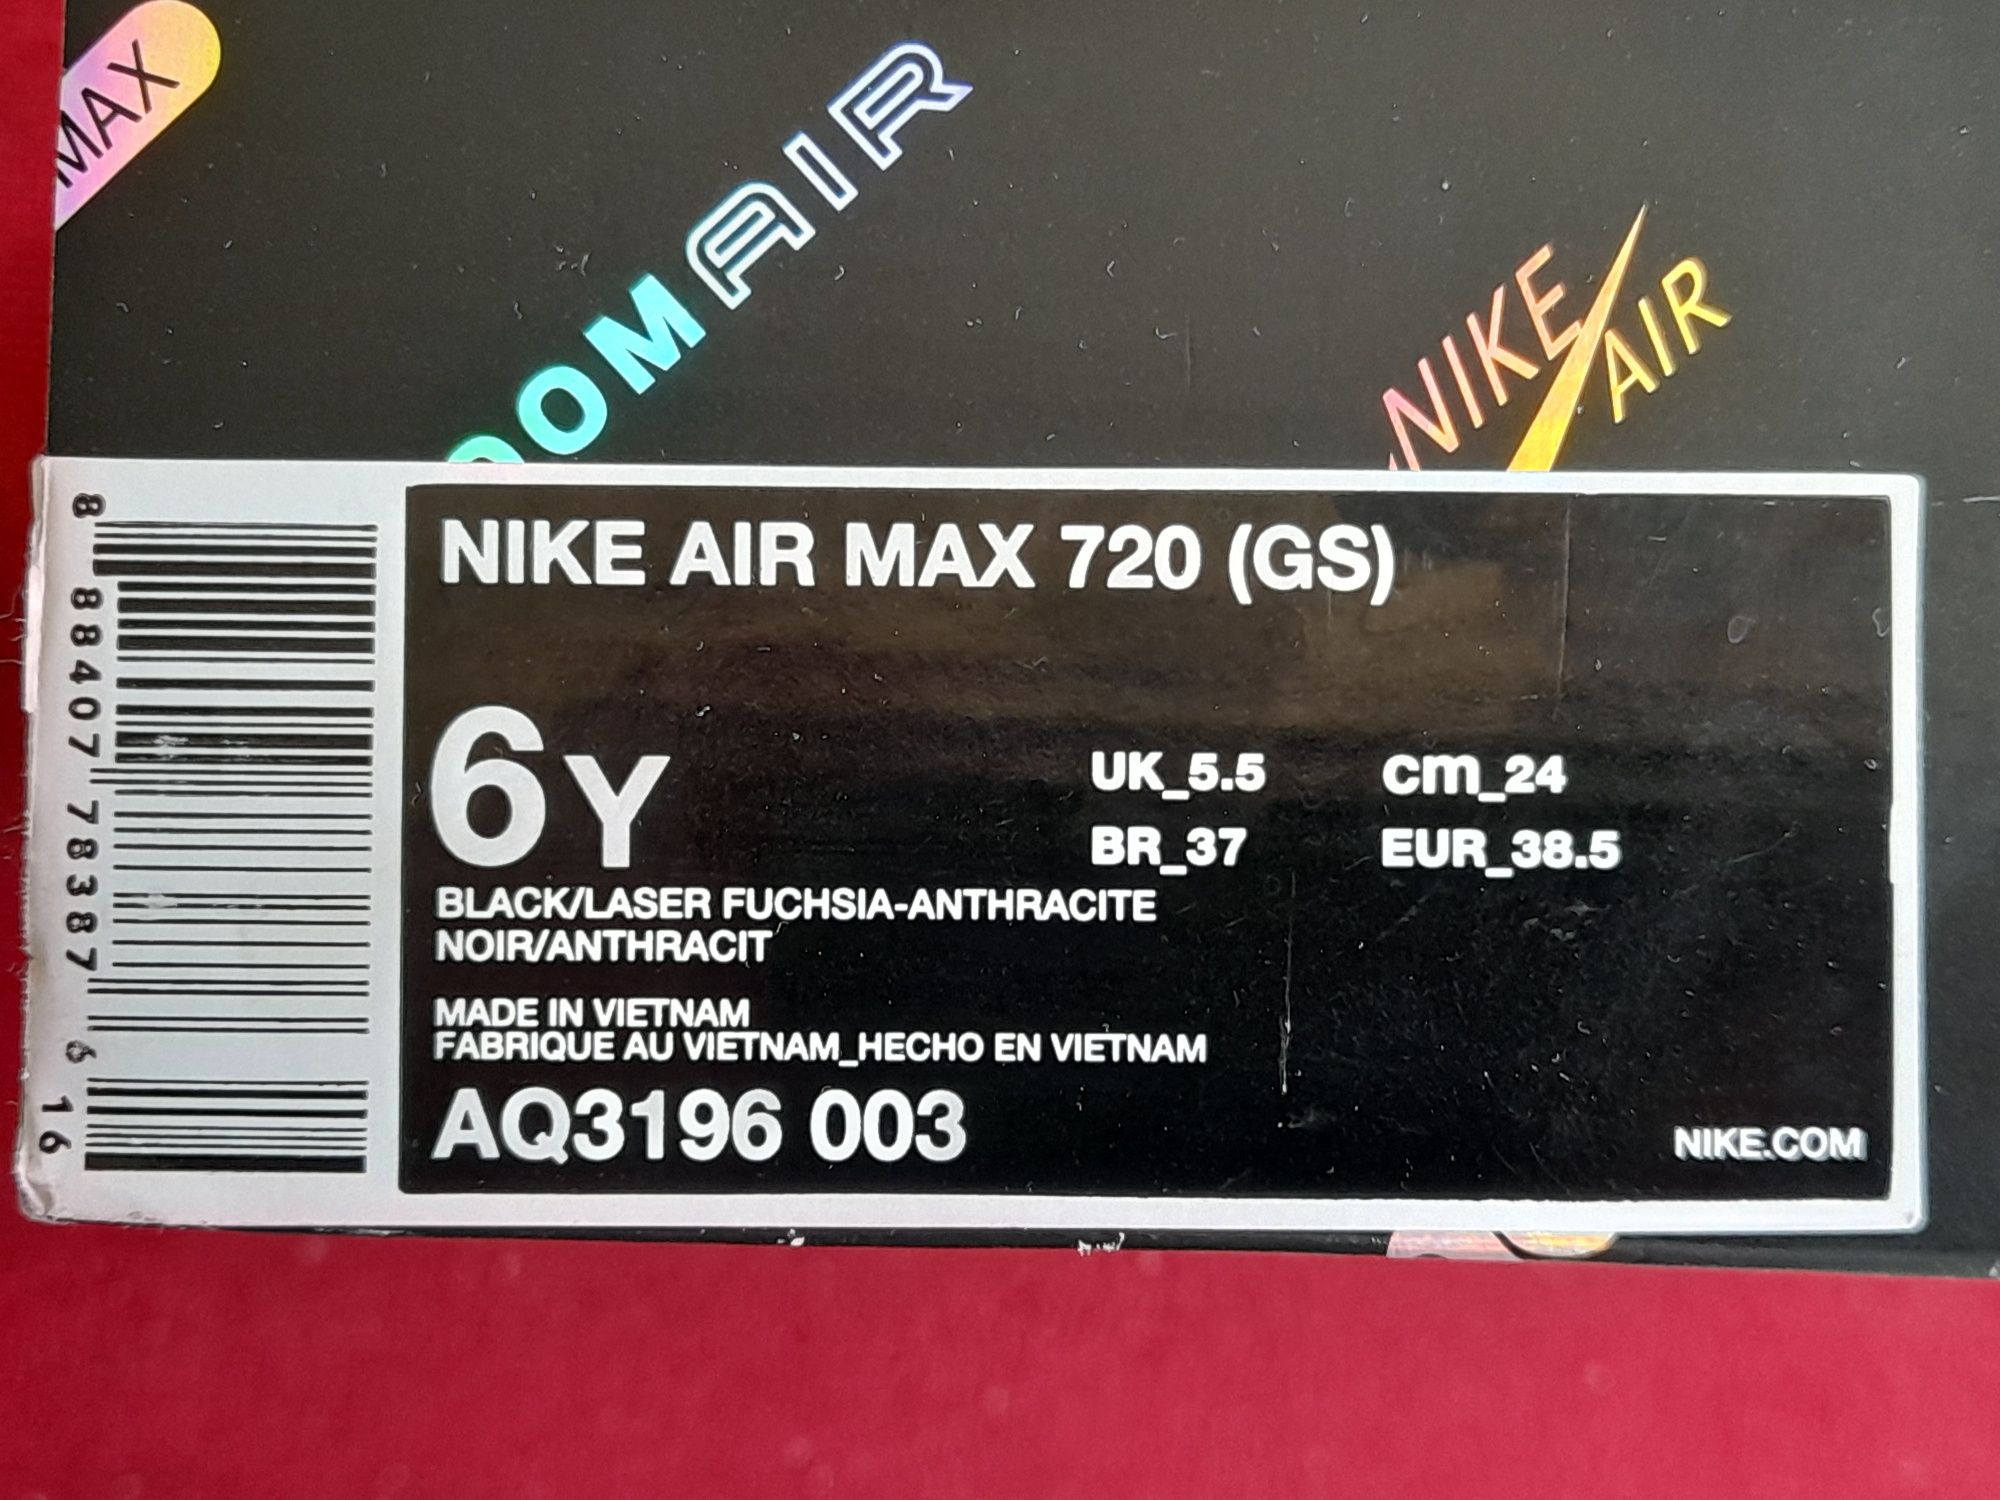 MAX
OOMAIR
NIKE
AIR
NIKE AIR MAX 720 (GS)
6Y
UK_5.5 cm_24
BR_37 EUR_38.5
BLACK/LASER FUCHSIA-ANTHRACITE
NOIR/ANTHRACIT
MADE IN VIETNAM
FABRIQUE AU VIETNAM_HECHO EN VIETNAM
AQ3196 003
NIKE.COM
8 88407 78387 6 16